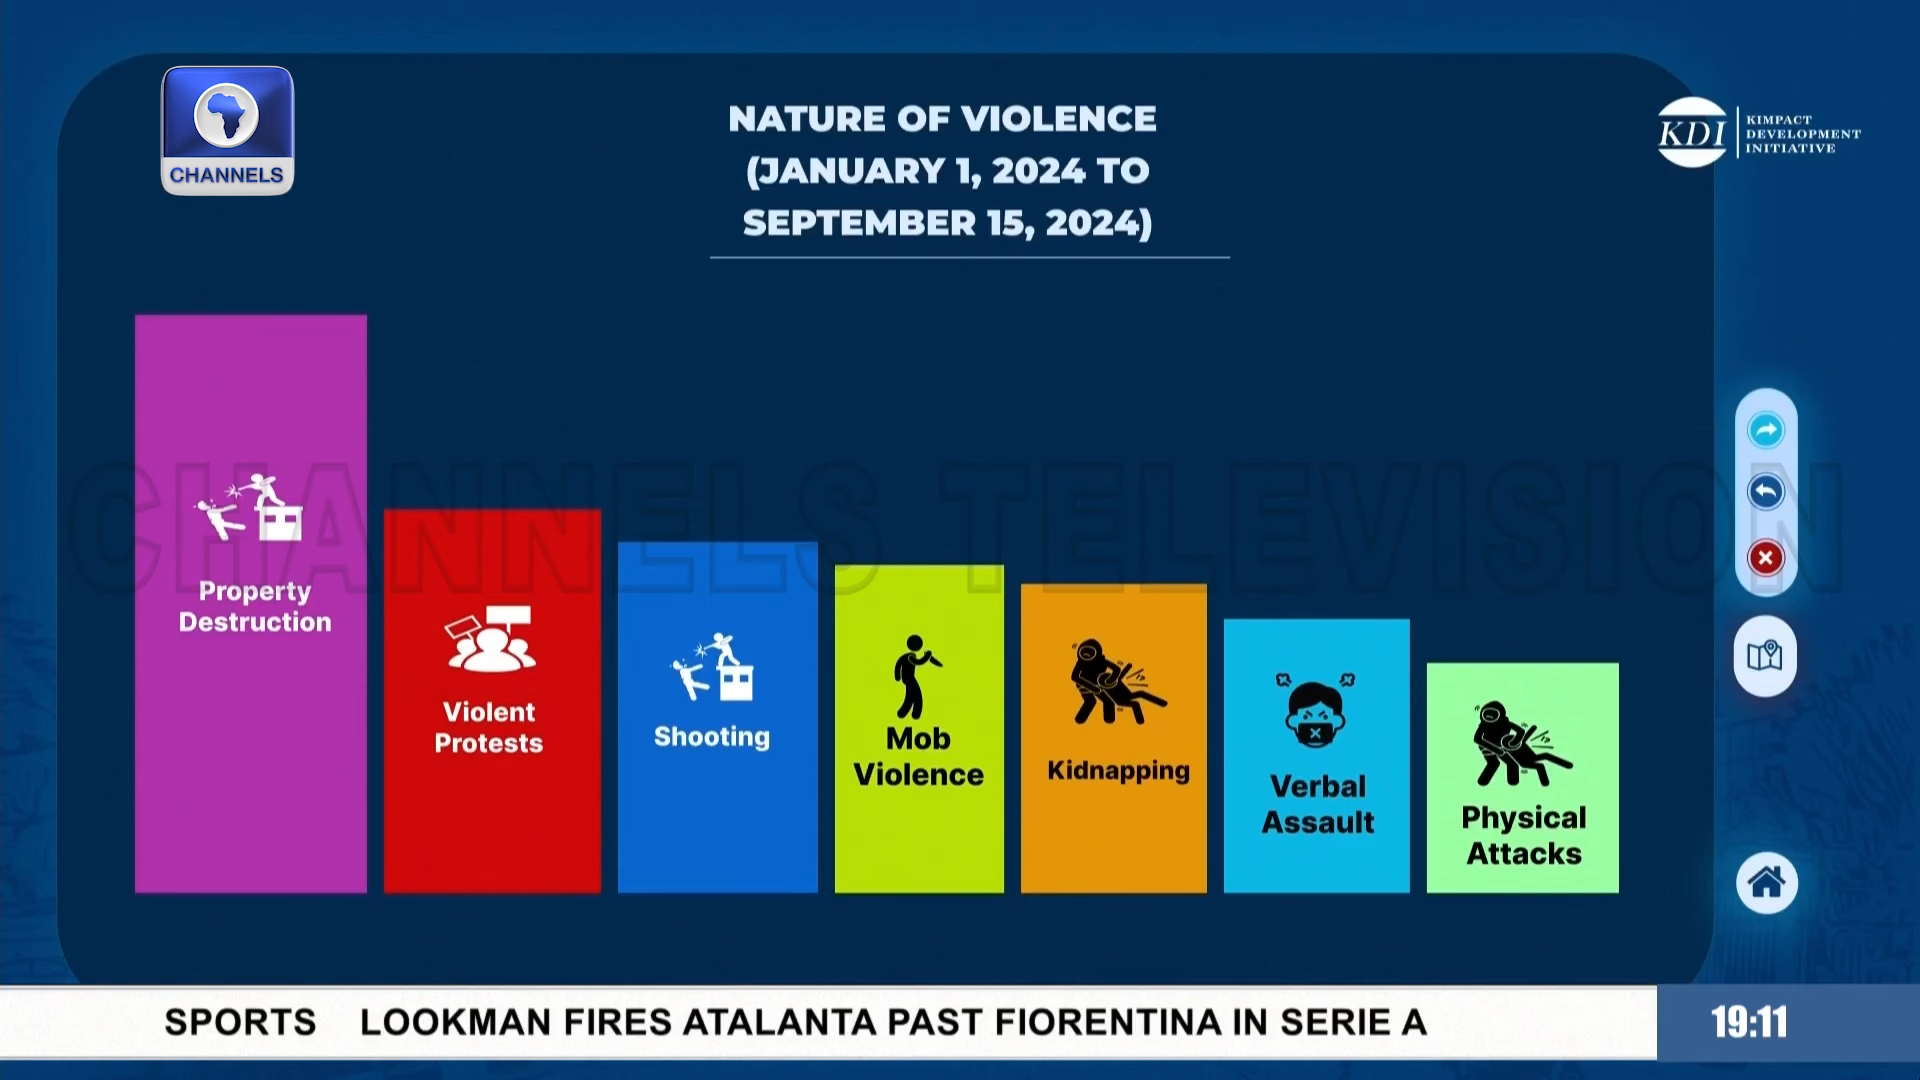 CHANNELS
NATURE OF VIOLENCE
(JANUARY 1, 2024 TO
SEPTEMBER 15, 2024)
KDI
KIMPACT
DEVELOPMENT
INITIATIVE
CHANNELS TELEVISION
Property
Destruction
Violent
Protests
Shooting
Mob
Violence
Kidnapping
Verbal
Assault
Physical
Attacks
SPORTS LOOKMAN FIRES ATALANTA PAST FIORENTINA IN SERIE A
19:11